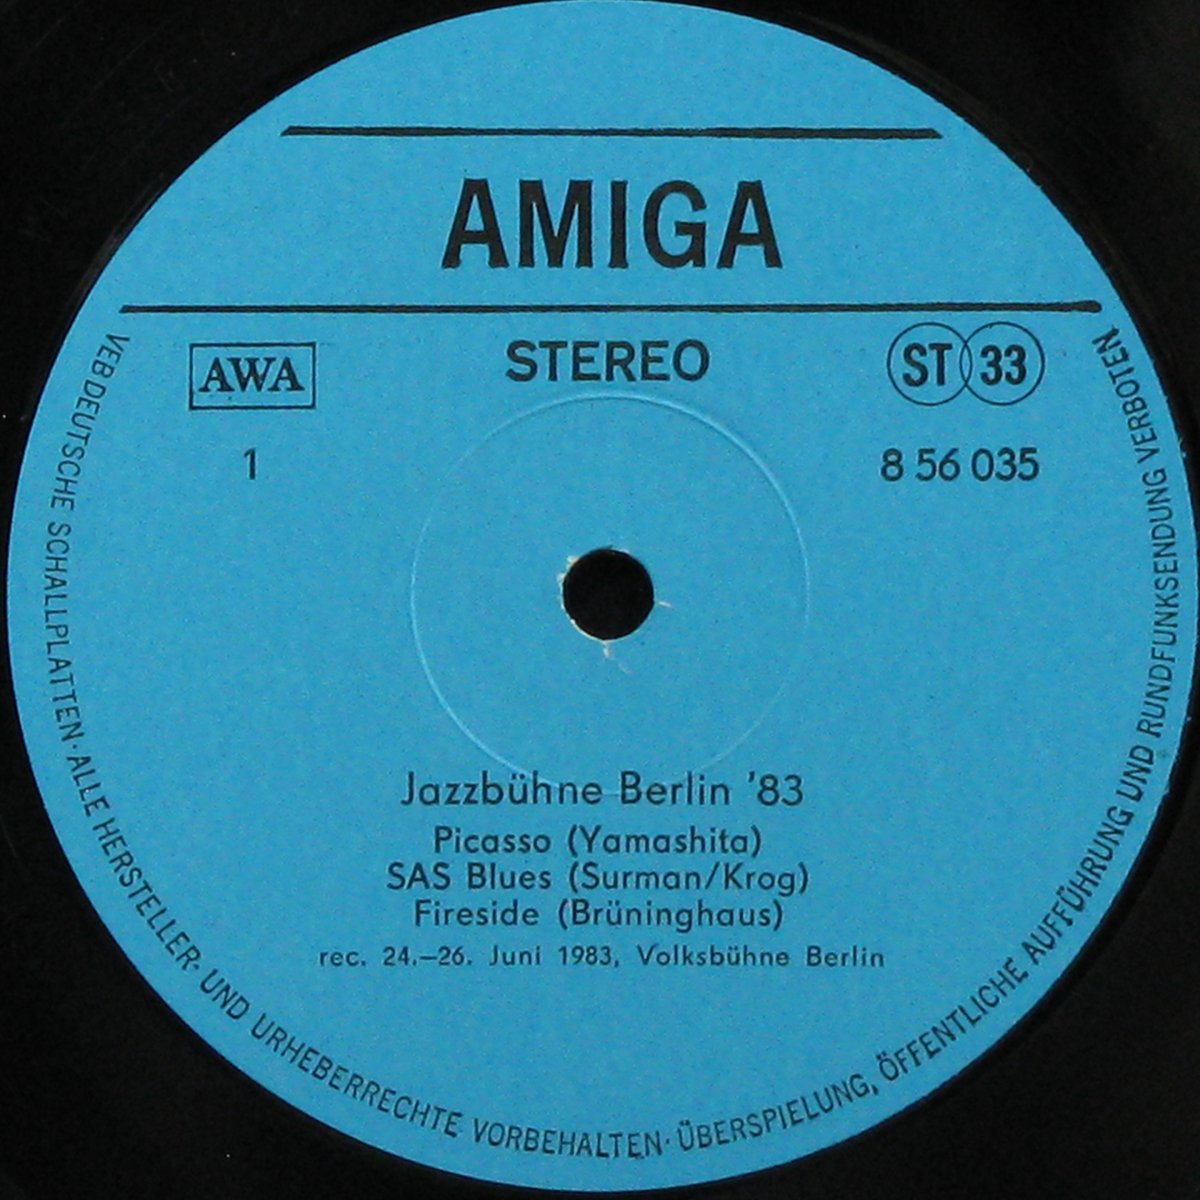 AMIGA
AWA
STEREO
ST 33
1
8 56 035
Jazzbühne Berlin '83
Picasso (Yamashita)
SAS Blues (Surman/Krog)
Fireside (Brüninghaus)
rec. 24.–26. Juni 1983, Volksbühne Berlin
VEB DEUTSCHE SCHALLPLATTEN · ALLE HERSTELLER- UND URHEBERRECHTE VORBEHALTEN · ÜBERSPIELUNG, ÖFFENTLICHE AUFFÜHRUNG UND RUNDFUNKSENDUNG VERBOTEN